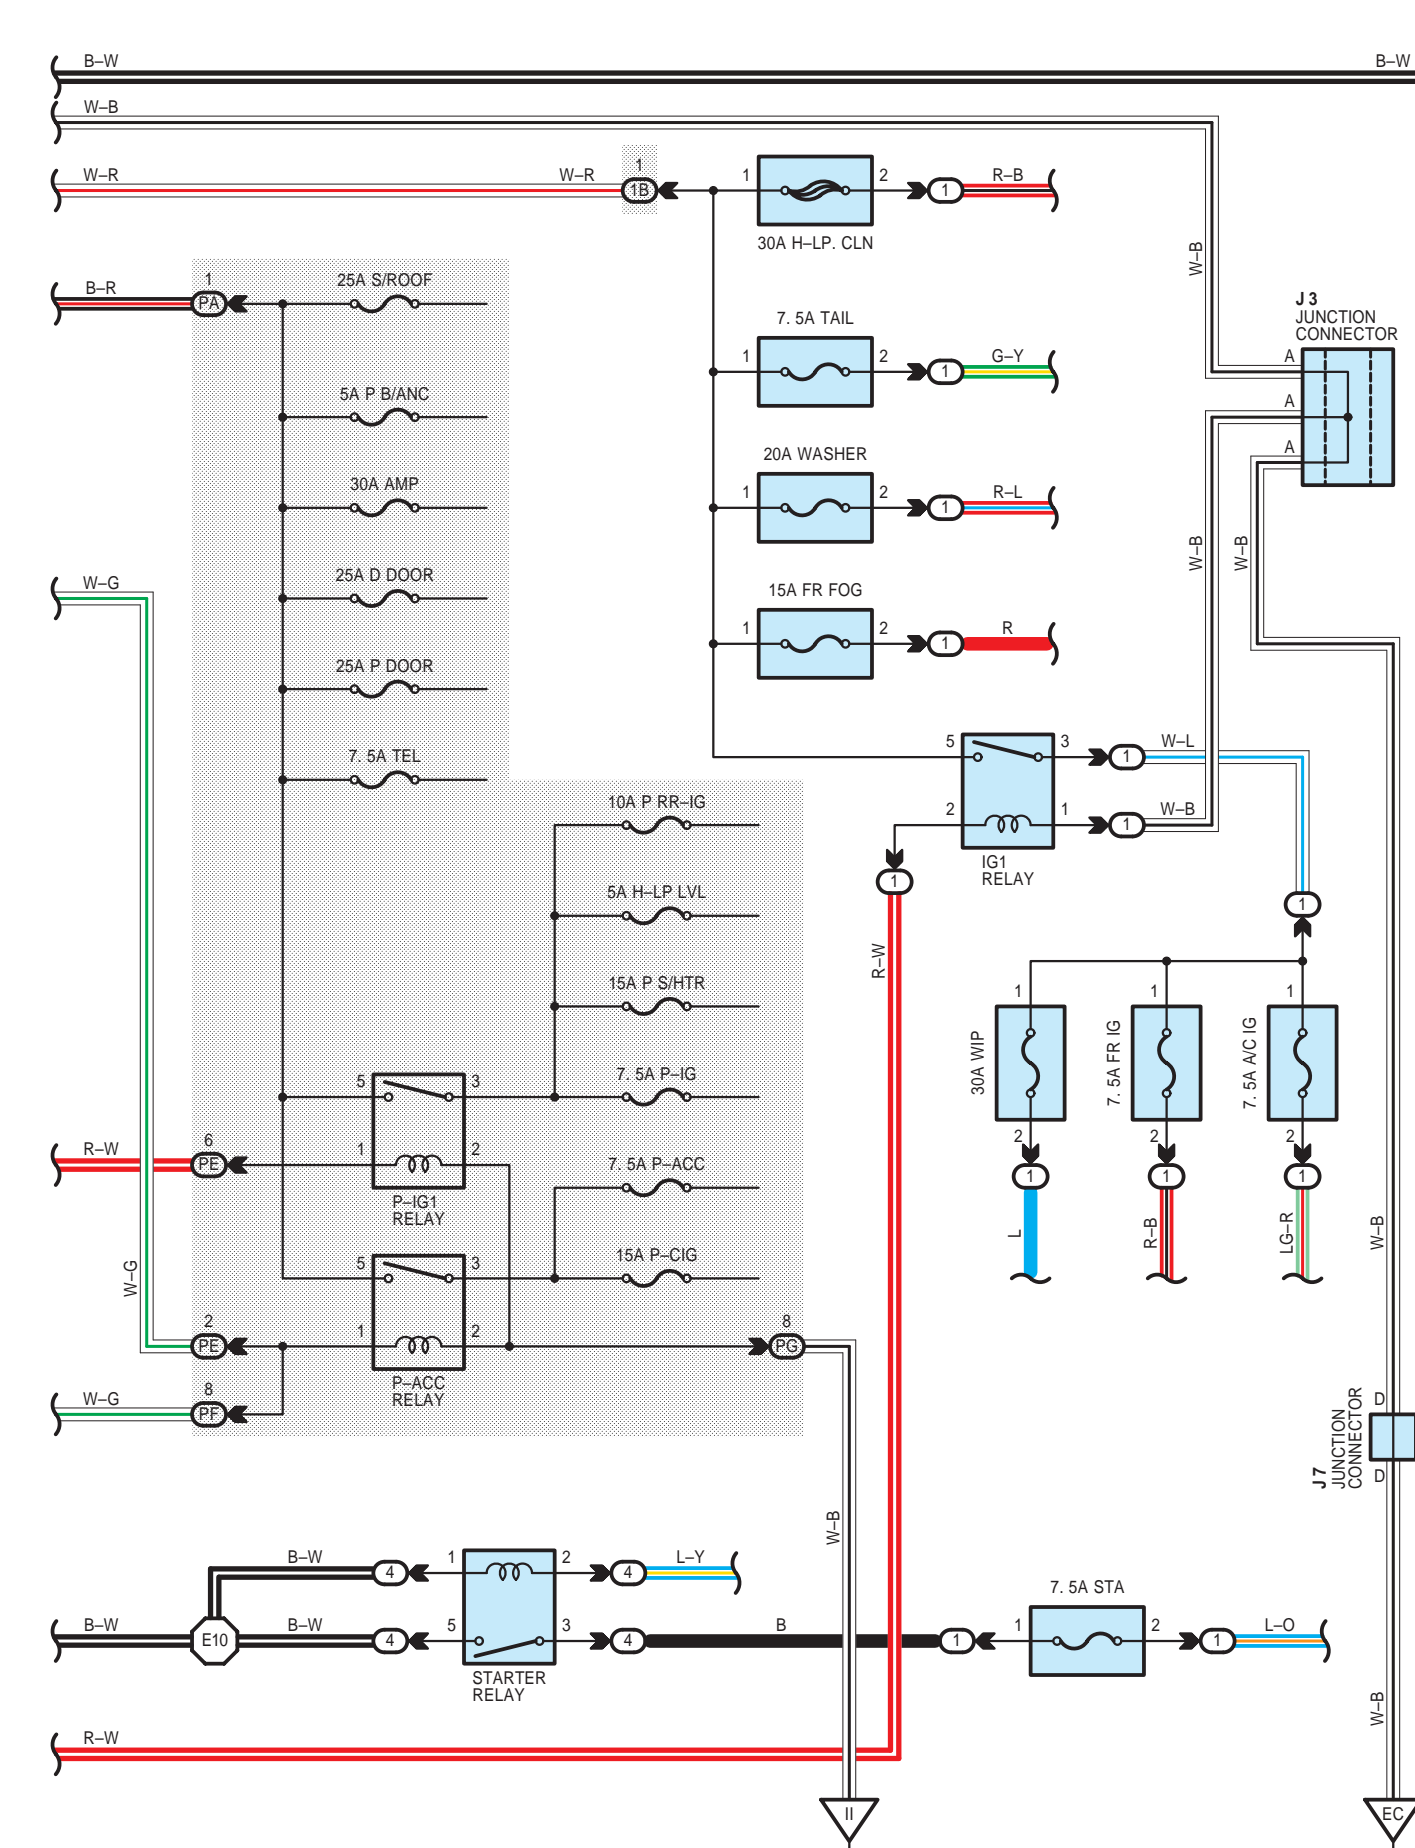 B–W
B–W
W–B
W–R
W–R
1
1B
1
2
1
R–B
30A H–LP. CLN
W–B
B–R
1
PA
25A S/ROOF
7. 5A TAIL
1
2
1
G–Y
J 3
JUNCTION
CONNECTOR
A
A
A
5A P B/ANC
20A WASHER
1
2
1
R–L
30A AMP
W–B
W–B
W–G
25A D DOOR
15A FR FOG
1
2
1
R
25A P DOOR
7. 5A TEL
5
3
1
W–L
2
1
1
W–B
IG1
RELAY
1
1
10A P RR–IG
5A H–LP LVL
15A P S/HTR
7. 5A P–IG
R–W
1
1
1
30A WIP
7. 5A FR IG
7. 5A A/C IG
2
2
2
1
1
1
L
R–B
LG–R
W–B
5
3
1
2
P–IG1
RELAY
R–W
6
PE
7. 5A P–ACC
15A P–CIG
5
3
1
2
P–ACC
RELAY
W–G
2
PE
8
PG
W–G
8
PF
D
J 7
JUNCTION
CONNECTOR
D
W–B
B–W
4
1
2
4
L–Y
B–W
E10
B–W
4
5
3
4
B
1
1
7. 5A STA
2
1
L–O
STARTER
RELAY
W–B
R–W
II
EC